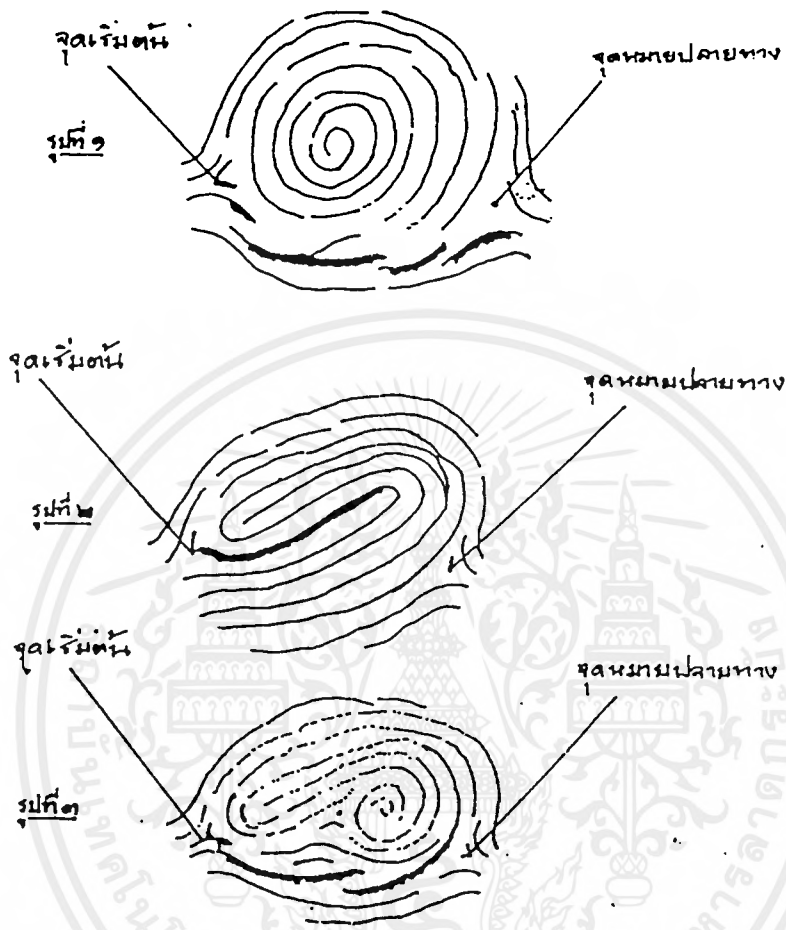 จุดเริ่มต้น
จุดหมายปลายทาง
รูปที่ ๑
จุดเริ่มต้น
จุดหมายปลายทาง
รูปที่ ๒
จุดเริ่มต้น
จุดหมายปลายทาง
รูปที่ ๓